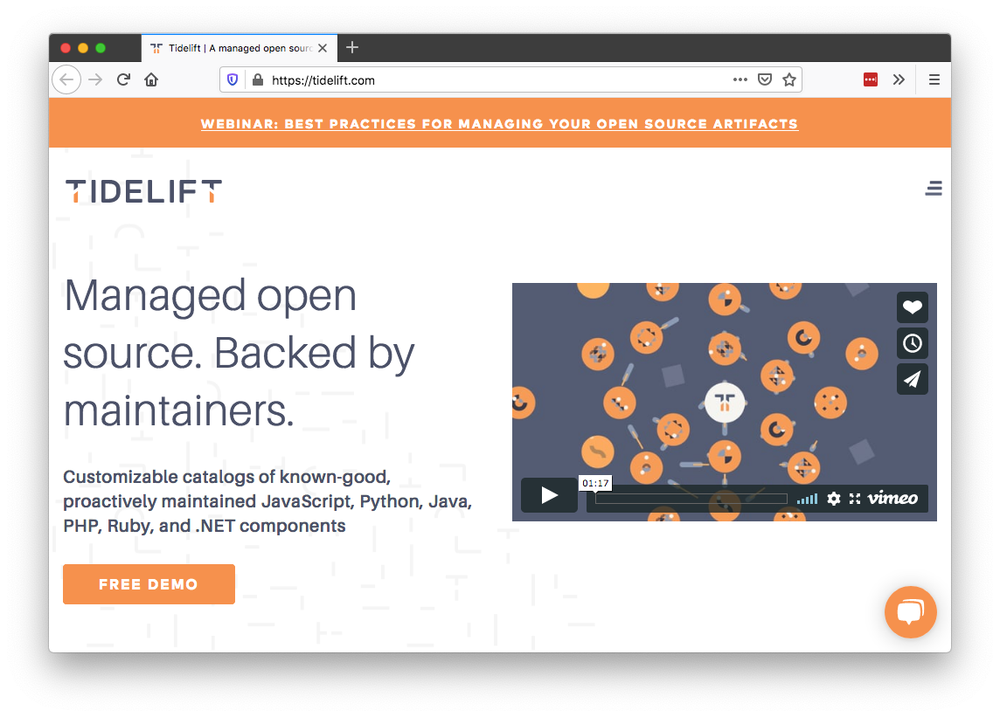 Tidelift | A managed open sourc
https://tidelift.com
WEBINAR: BEST PRACTICES FOR MANAGING YOUR OPEN SOURCE ARTIFACTS
TIDELIFT
Managed open
source. Backed by
maintainers.
Customizable catalogs of known-good,
proactively maintained JavaScript, Python, Java,
PHP, Ruby, and .NET components
FREE DEMO
01:17
vimeo